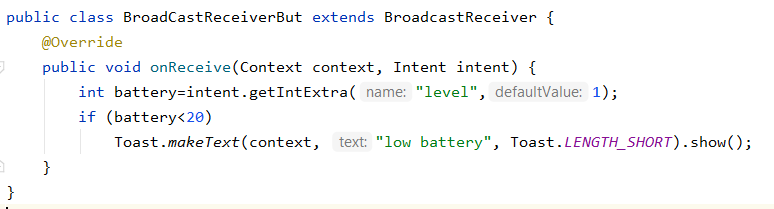 public class BroadCastReceiverBut extends BroadcastReceiver {
    @Override
    public void onReceive(Context context, Intent intent) {
        int battery=intent.getIntExtra( name: "level", defaultValue: 1);
        if (battery<20)
            Toast.makeText(context, text: "low battery", Toast.LENGTH_SHORT).show();
    }
}